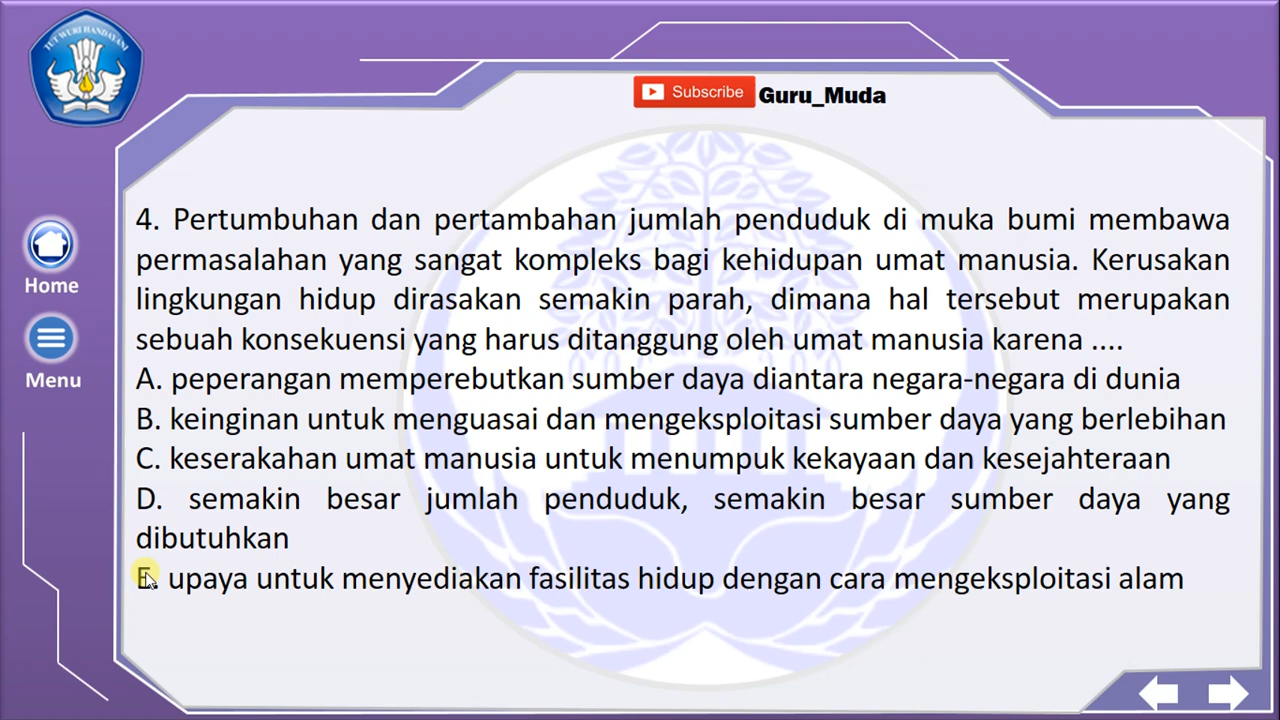 TUT WURI HANDAYANI
Subscribe Guru_Muda
Home
Menu
4. Pertumbuhan dan pertambahan jumlah penduduk di muka bumi membawa
permasalahan yang sangat kompleks bagi kehidupan umat manusia. Kerusakan
lingkungan hidup dirasakan semakin parah, dimana hal tersebut merupakan
sebuah konsekuensi yang harus ditanggung oleh umat manusia karena ....
A. peperangan memperebutkan sumber daya diantara negara-negara di dunia
B. keinginan untuk menguasai dan mengeksploitasi sumber daya yang berlebihan
C. keserakahan umat manusia untuk menumpuk kekayaan dan kesejahteraan
D. semakin besar jumlah penduduk, semakin besar sumber daya yang
dibutuhkan
E. upaya untuk menyediakan fasilitas hidup dengan cara mengeksploitasi alam